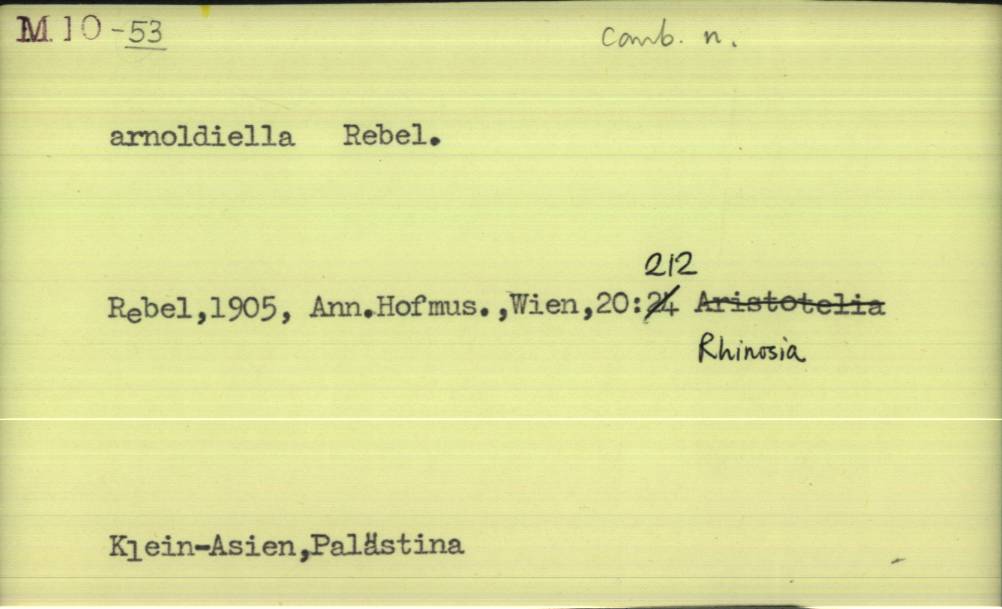 M.10-53 Comb. n.
arnoldiella Rebel.
212
Rebel,1905, Ann.Hofmus.,Wien,20:24 Aristotelia
Rhinosia
Klein-Asien,Palästina